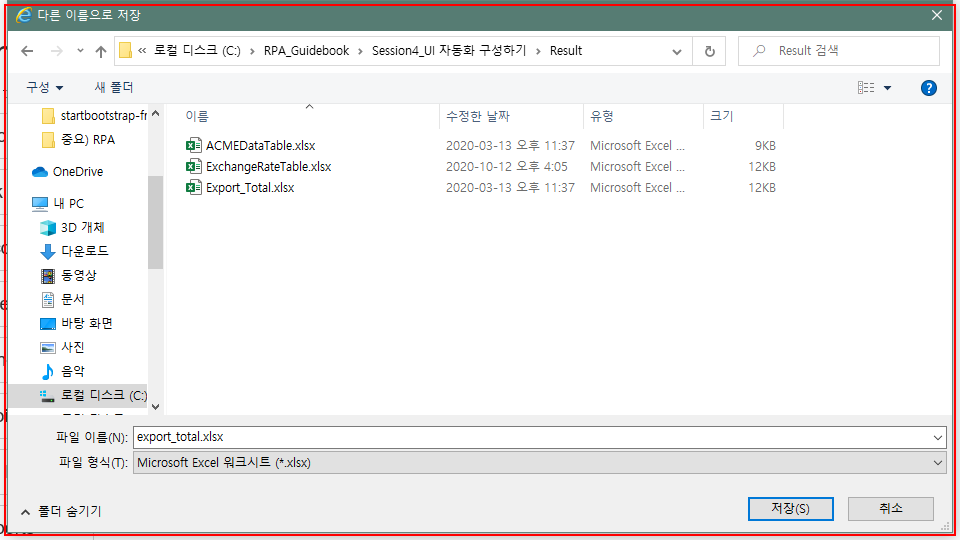 다른 이름으로 저장
« 로컬 디스크 (C:) › RPA_Guidebook › Session4_UI 자동화 구성하기 › Result
Result 검색
구성 새 폴더
이름 수정한 날짜 유형 크기
startbootstrap-fr
중요) RPA
OneDrive
내 PC
3D 개체
다운로드
동영상
문서
바탕 화면
사진
음악
로컬 디스크 (C:)
ACMEDataTable.xlsx 2020-03-13 오후 11:37 Microsoft Excel ... 9KB
ExchangeRateTable.xlsx 2020-10-12 오후 4:05 Microsoft Excel ... 12KB
Export_Total.xlsx 2020-03-13 오후 11:37 Microsoft Excel ... 12KB
파일 이름(N): export_total.xlsx
파일 형식(T): Microsoft Excel 워크시트 (*.xlsx)
폴더 숨기기
저장(S) 취소